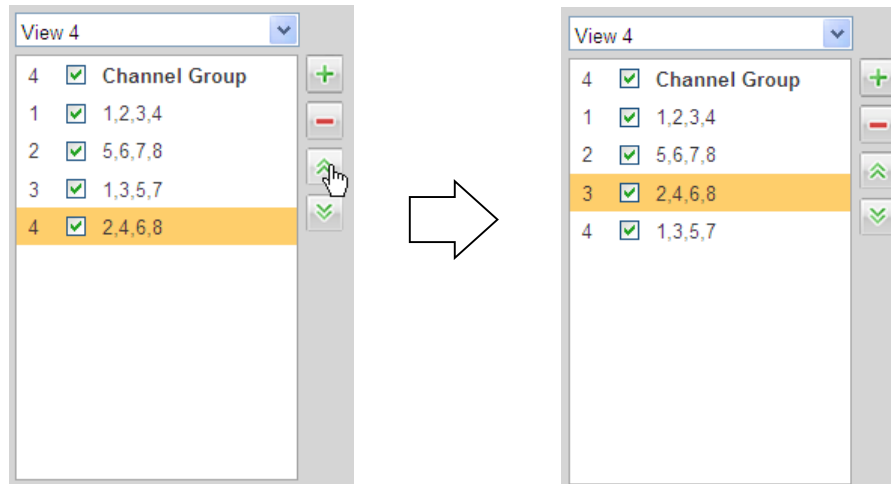 View 4
4 Channel Group
1 1,2,3,4
2 5,6,7,8
3 1,3,5,7
4 2,4,6,8
View 4
4 Channel Group
1 1,2,3,4
2 5,6,7,8
3 2,4,6,8
4 1,3,5,7